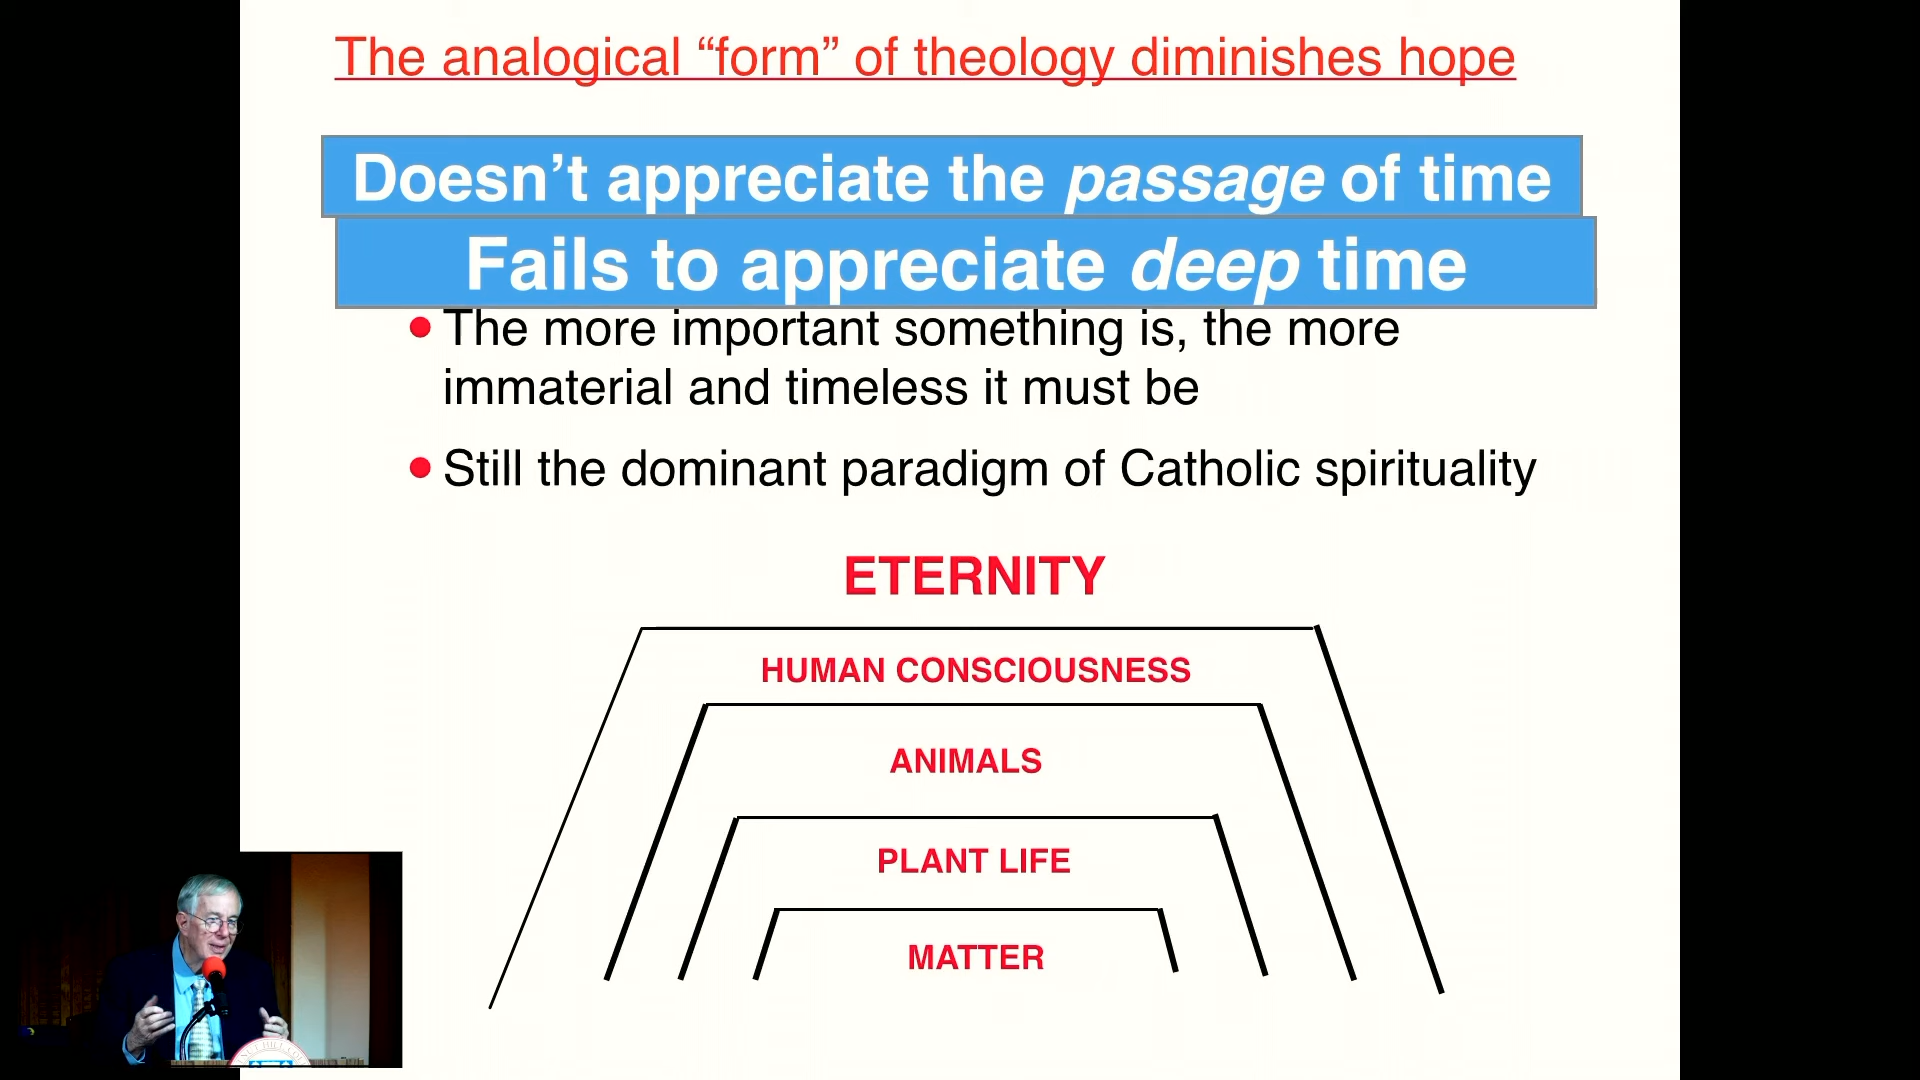 The analogical “form” of theology diminishes hope
Doesn’t appreciate the passage of time
Fails to appreciate deep time
The more important something is, the more
immaterial and timeless it must be
Still the dominant paradigm of Catholic spirituality
ETERNITY
HUMAN CONSCIOUSNESS
ANIMALS
PLANT LIFE
MATTER